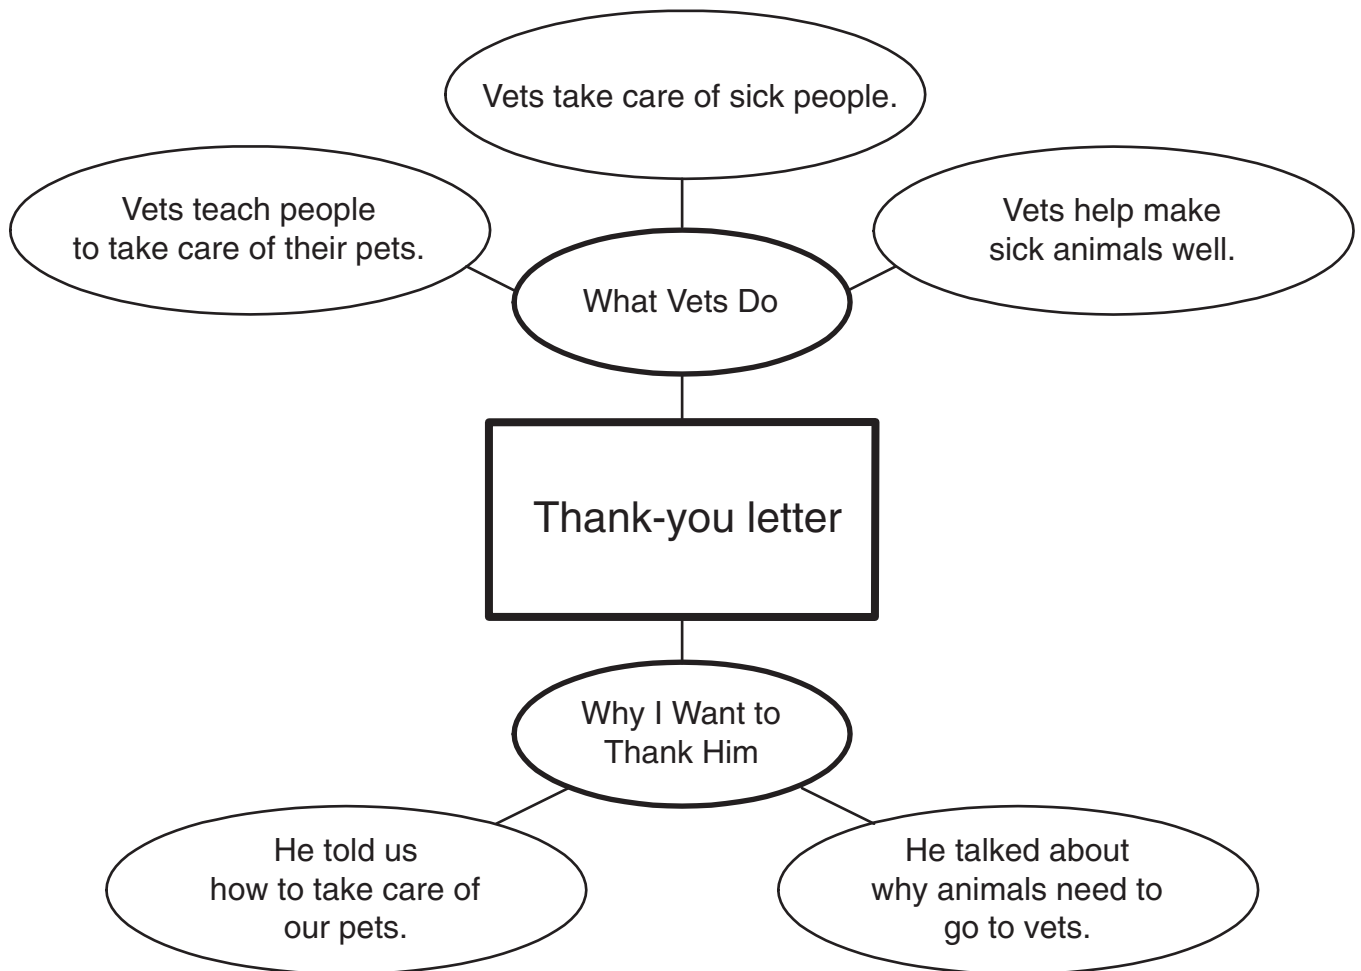 Vets take care of sick people.
Vets teach people
to take care of their pets.
Vets help make
sick animals well.
What Vets Do
Thank-you letter
Why I Want to
Thank Him
He told us
how to take care of
our pets.
He talked about
why animals need to
go to vets.